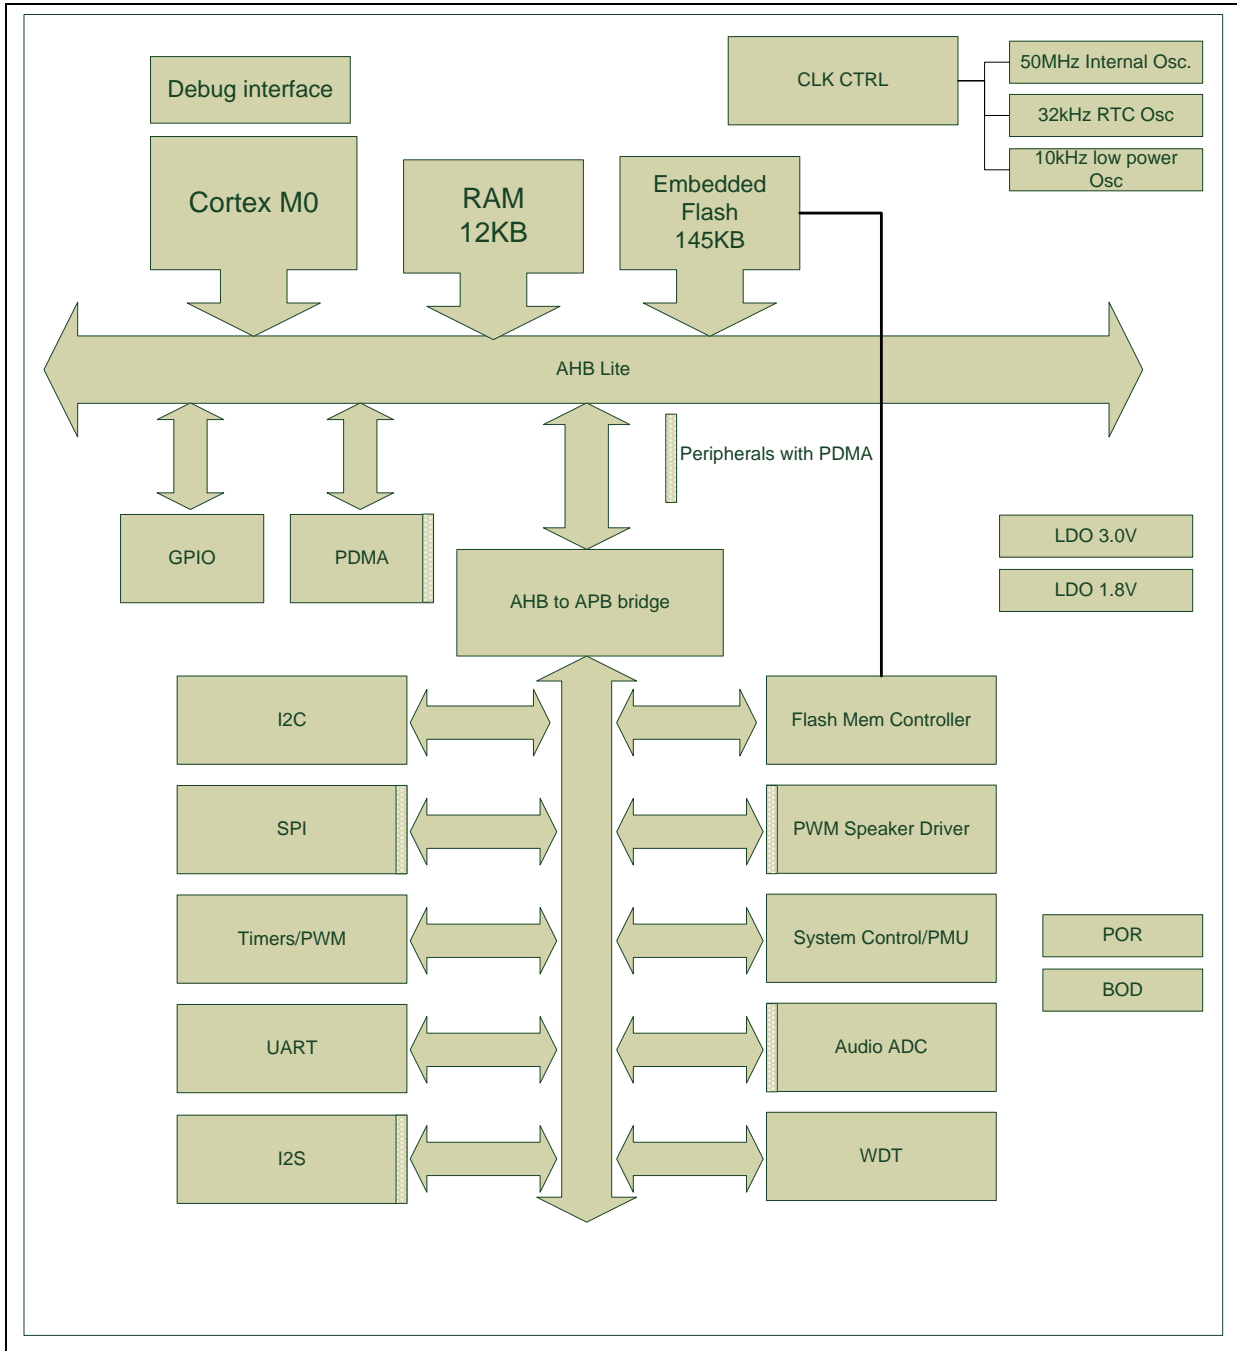 Debug interface
CLK CTRL
50MHz Internal Osc.
32kHz RTC Osc
10kHz low power
Osc
Cortex M0
RAM
12KB
Embedded
Flash
145KB
AHB Lite
Peripherals with PDMA
GPIO
PDMA
LDO 3.0V
LDO 1.8V
AHB to APB bridge
I2C
Flash Mem Controller
SPI
PWM Speaker Driver
Timers/PWM
System Control/PMU
POR
BOD
UART
Audio ADC
I2S
WDT